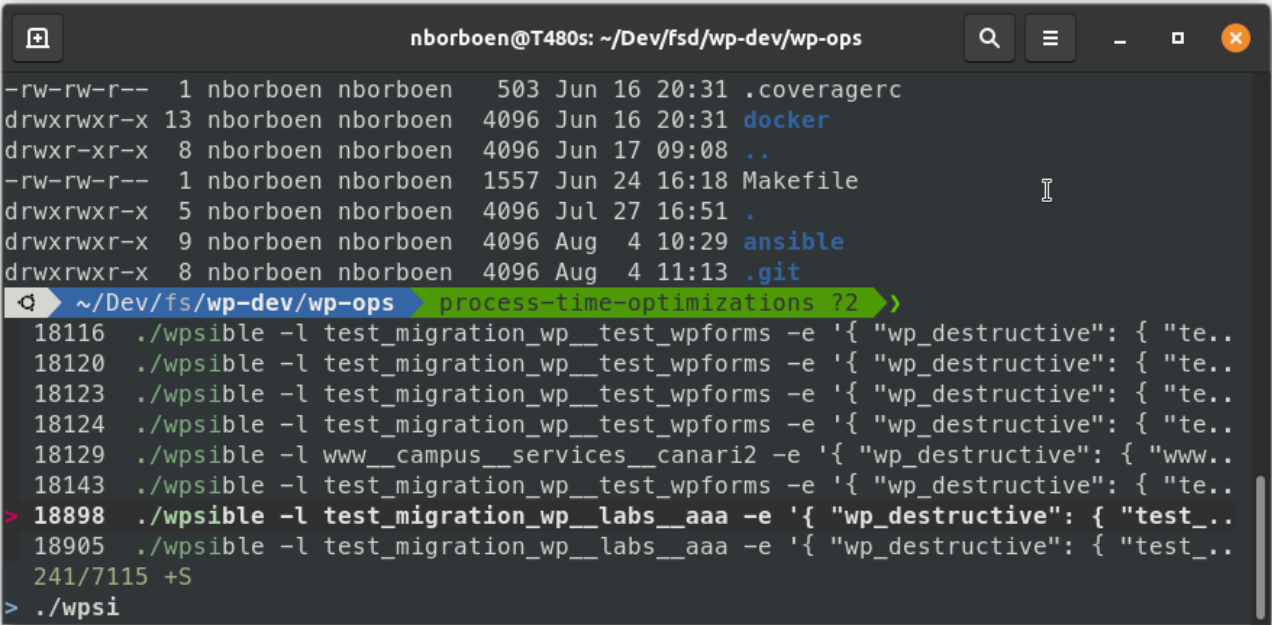 nborboen@T480s: ~/Dev/fsd/wp-dev/wp-ops
-rw-rw-r-- 1 nborboen nborboen 503 Jun 16 20:31 .coveragerc
drwxrwxr-x 13 nborboen nborboen 4096 Jun 16 20:31 docker
drwxr-xr-x 8 nborboen nborboen 4096 Jun 17 09:08 ..
-rw-rw-r-- 1 nborboen nborboen 1557 Jun 24 16:18 Makefile
drwxrwxr-x 5 nborboen nborboen 4096 Jul 27 16:51 .
drwxrwxr-x 9 nborboen nborboen 4096 Aug 4 10:29 ansible
drwxrwxr-x 8 nborboen nborboen 4096 Aug 4 11:13 .git
~/Dev/fs/wp-dev/wp-ops process-time-optimizations ?2 ❯
18116 ./wpsible -l test_migration_wp__test_wpforms -e '{ "wp_destructive": { "te..
18120 ./wpsible -l test_migration_wp__test_wpforms -e '{ "wp_destructive": { "te..
18123 ./wpsible -l test_migration_wp__test_wpforms -e '{ "wp_destructive": { "te..
18124 ./wpsible -l test_migration_wp__test_wpforms -e '{ "wp_destructive": { "te..
18129 ./wpsible -l www__campus__services__canari2 -e '{ "wp_destructive": { "www..
18143 ./wpsible -l test_migration_wp__test_wpforms -e '{ "wp_destructive": { "te..
> 18898 ./wpsible -l test_migration_wp__labs__aaa -e '{ "wp_destructive": { "test_..
18905 ./wpsible -l test_migration_wp__labs__aaa -e '{ "wp_destructive": { "test_..
241/7115 +S
> ./wpsi